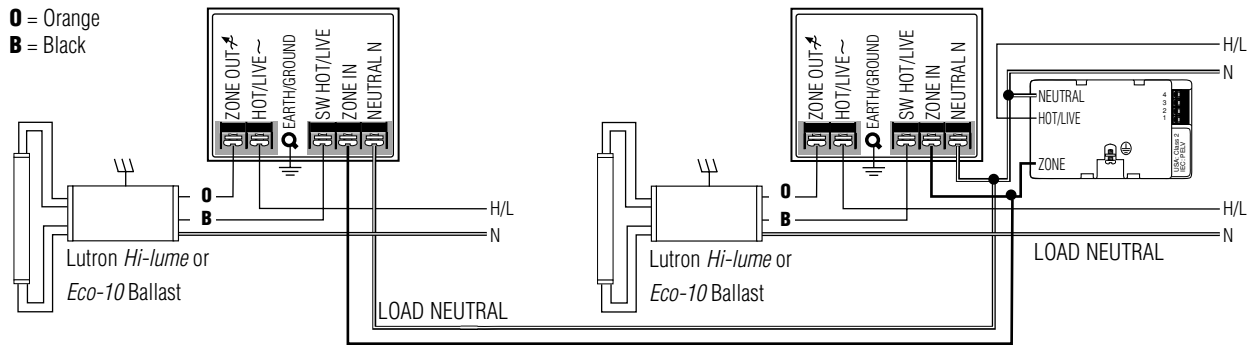 O = Orange
B = Black
ZONE OUT
HOT/LIVE ~
EARTH/GROUND
SW HOT/LIVE
ZONE IN
NEUTRAL N
O
B
H/L
N
Lutron Hi-lume or
Eco-10 Ballast
LOAD NEUTRAL
ZONE OUT
HOT/LIVE ~
EARTH/GROUND
SW HOT/LIVE
ZONE IN
NEUTRAL N
H/L
N
NEUTRAL
HOT/LIVE
ZONE
4
3
2
1
USA: Class 2
IEC: PELV
O
B
H/L
N
LOAD NEUTRAL
Lutron Hi-lume or
Eco-10 Ballast